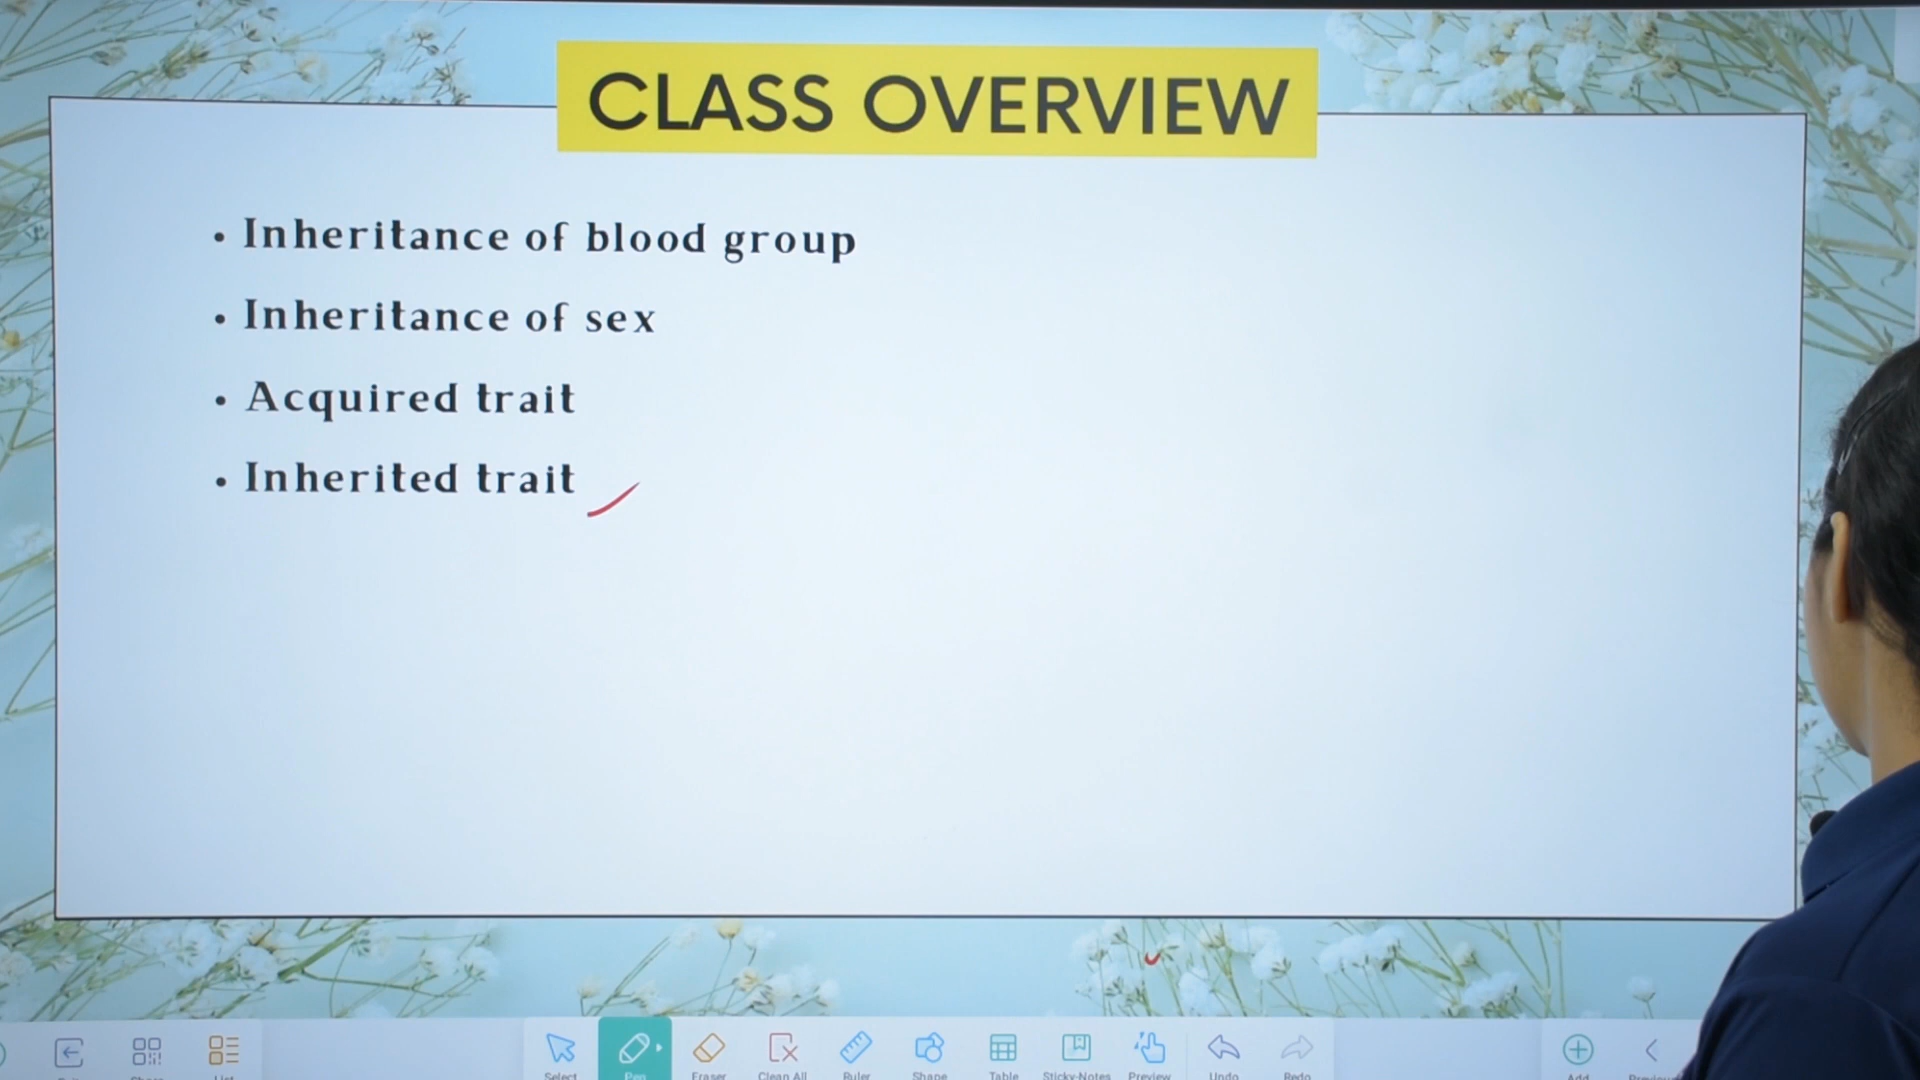 CLASS OVERVIEW
• Inheritance of blood group
• Inheritance of sex
• Acquired trait
• Inherited trait
Select
Pen
Eraser
Clean All
Ruler
Shape
Table
Sticky-Notes
Preview
Undo
Redo
Add